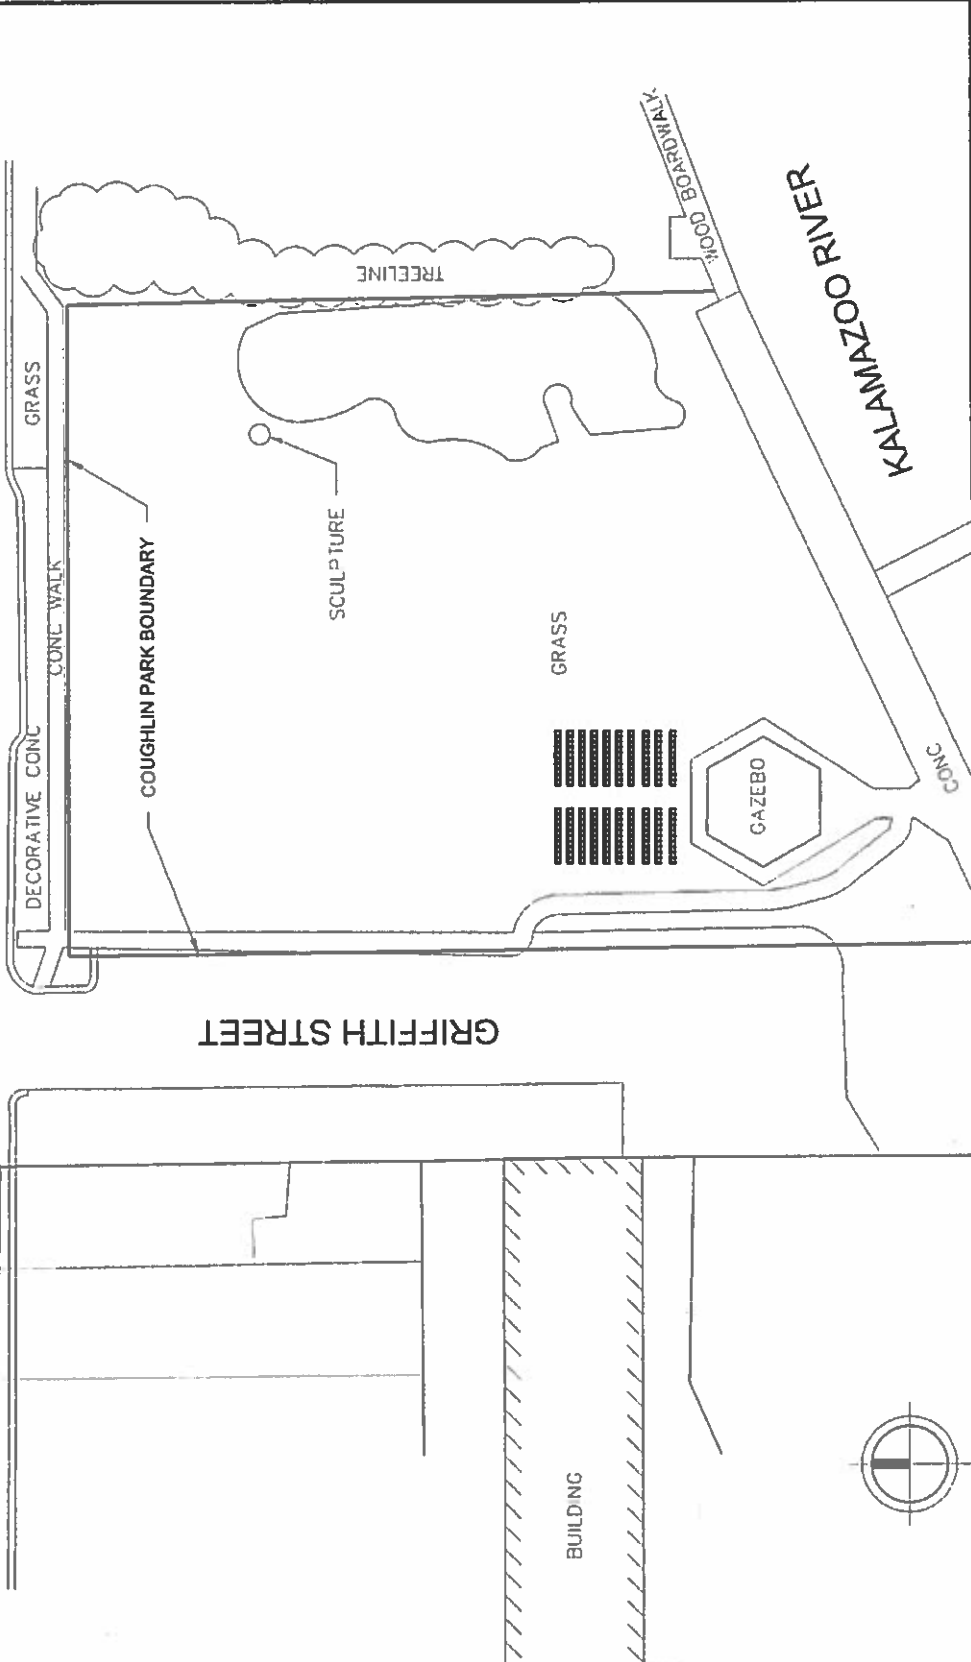 GRASS
TREELINE
WOOD BOARDWALK
KALAMAZOO RIVER
CONC WALK
DECORATIVE CONC
COUGHLIN PARK BOUNDARY
SCULPTURE
GRASS
GAZEBO
CONC
GRIFFITH STREET
BUILDING